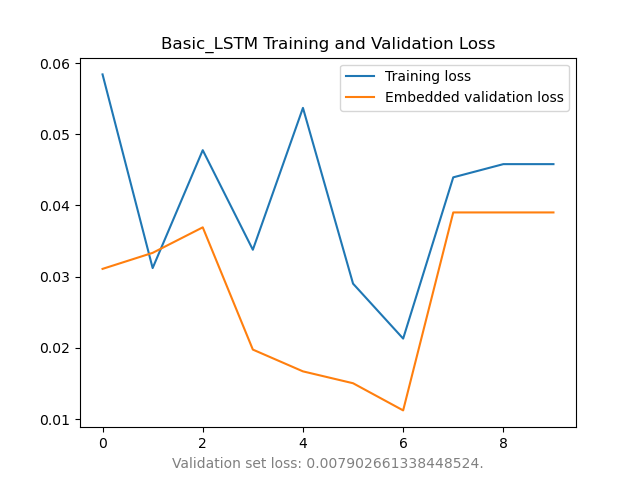 Basic_LSTM Training and Validation Loss
Training loss
Embedded validation loss
0.06
0.05
0.04
0.03
0.02
0.01
0 2 4 6 8
Validation set loss: 0.007902661338448524.